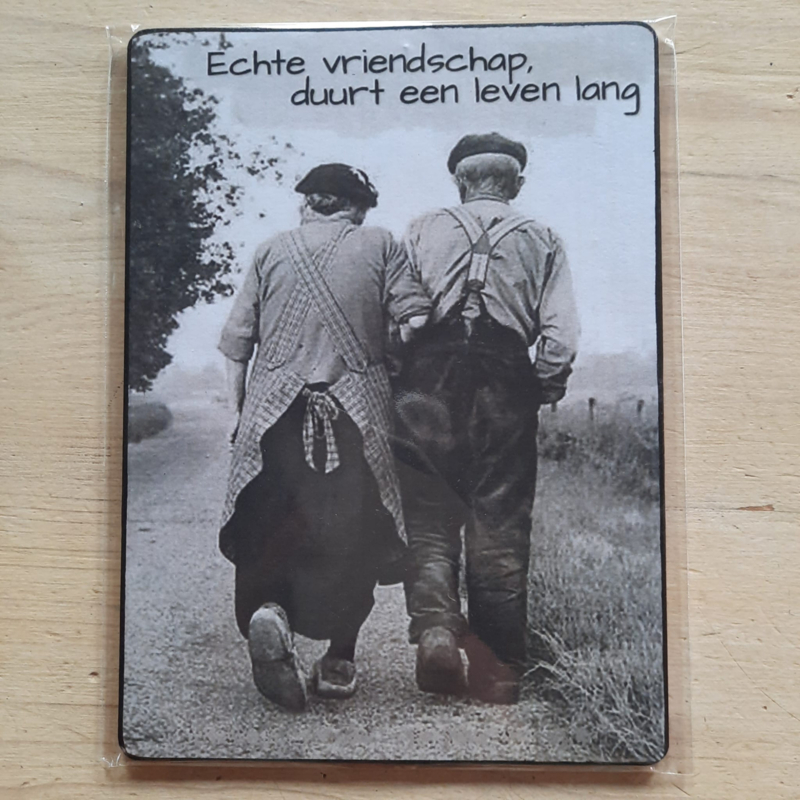 Echte vriendschap,
duurt een leven lang